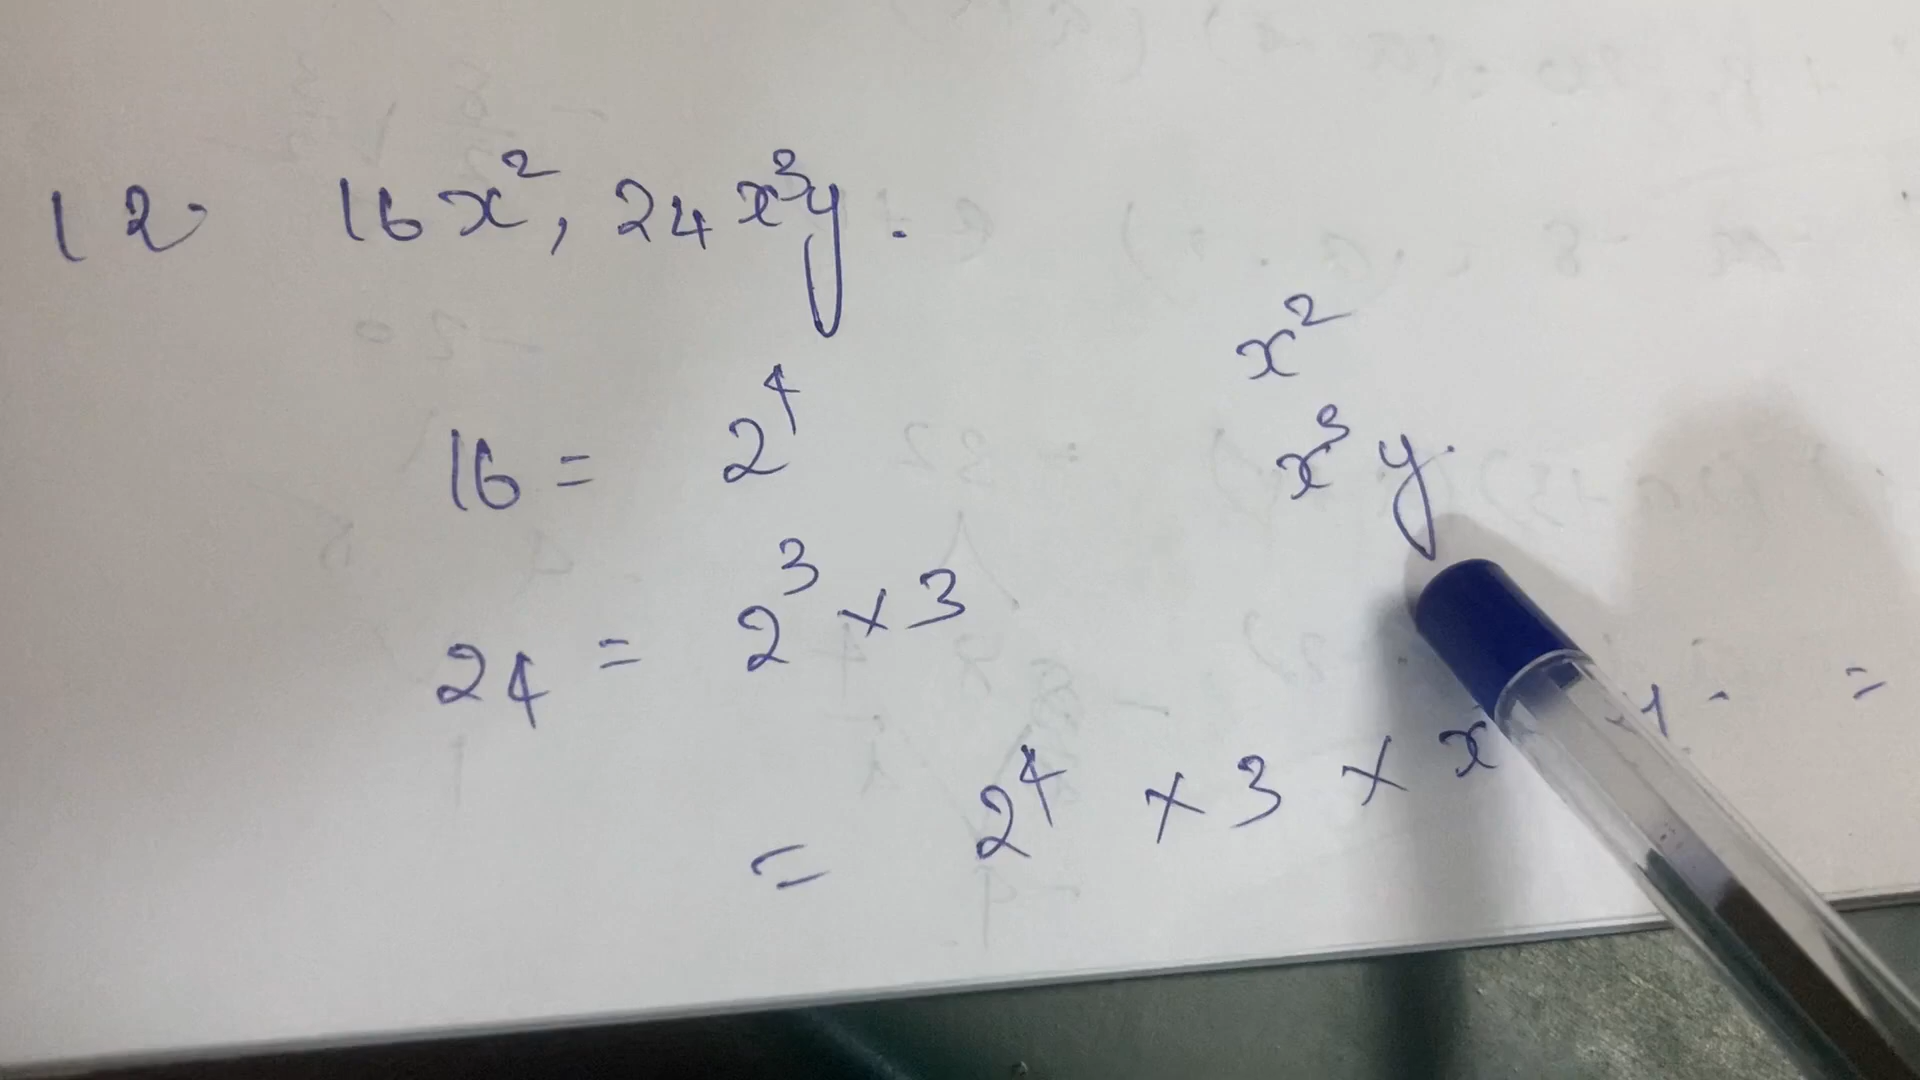 12. 16x², 24x³y.
x²
16 = 2⁴
x³y.
24 = 2³ × 3
= 2⁴ × 3 × x y. =